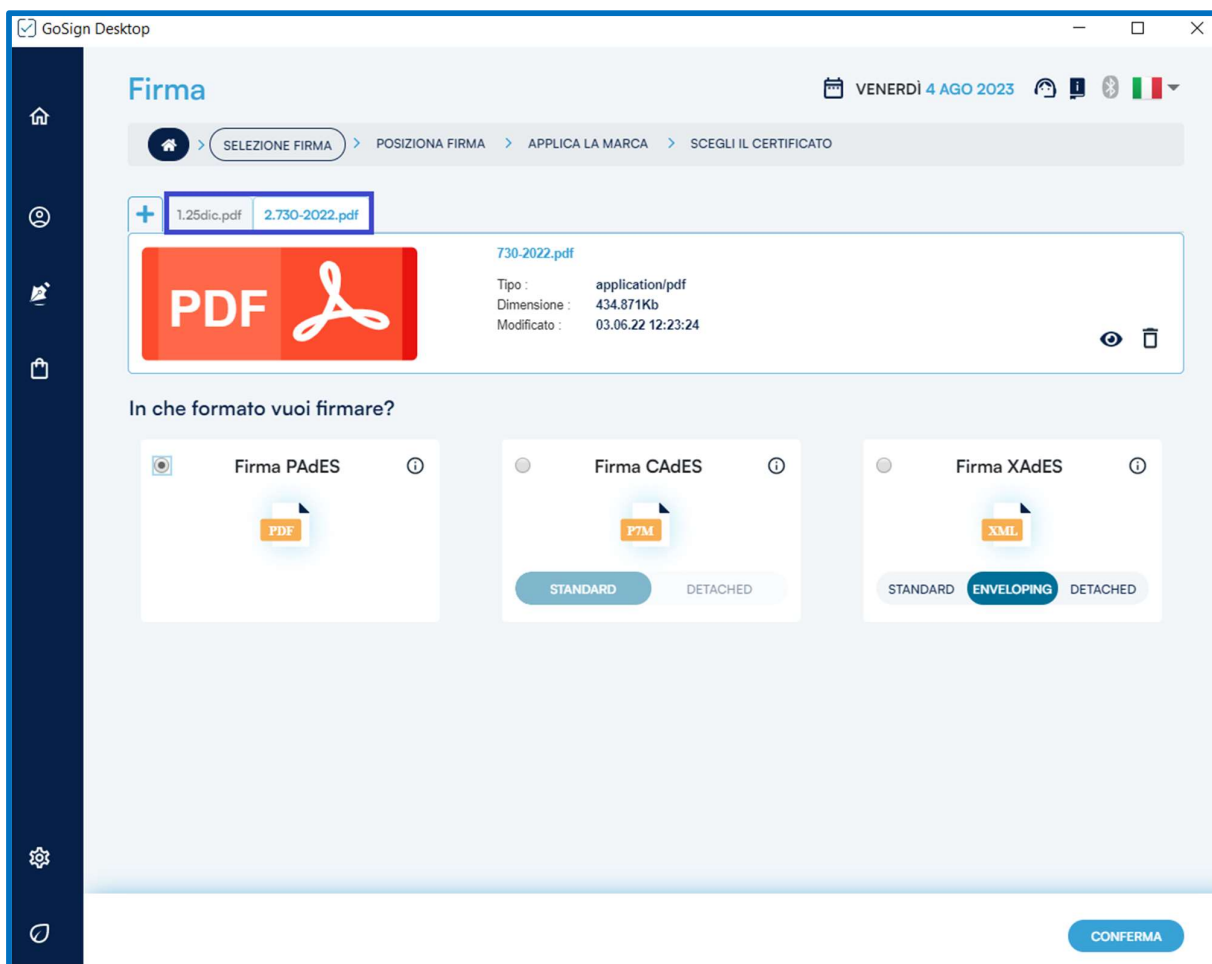 GoSign Desktop
Firma
VENERDÌ 4 AGO 2023
SELEZIONE FIRMA > POSIZIONA FIRMA > APPLICA LA MARCA > SCEGLI IL CERTIFICATO
1.25dic.pdf 2.730-2022.pdf
PDF
730-2022.pdf
Tipo : application/pdf
Dimensione : 434.871Kb
Modificato : 03.06.22 12:23:24
In che formato vuoi firmare?
Firma PAdES
PDF
Firma CAdES
P7M
STANDARD DETACHED
Firma XAdES
XML
STANDARD ENVELOPING DETACHED
CONFERMA